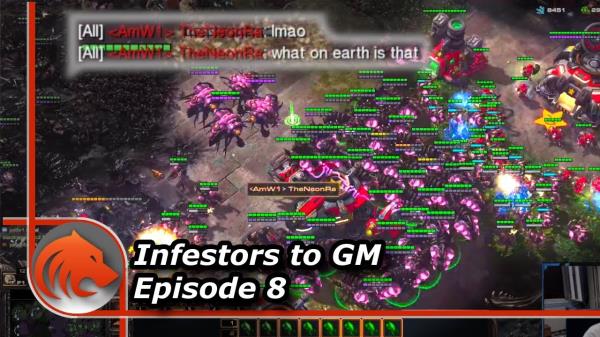 [All] <AmW1> TheNeonRa: lmao
[All] <AmW1> TheNeonRa: what on earth is that
8451
<AmW1> TheNeonRa
Infestors to GM
Episode 8